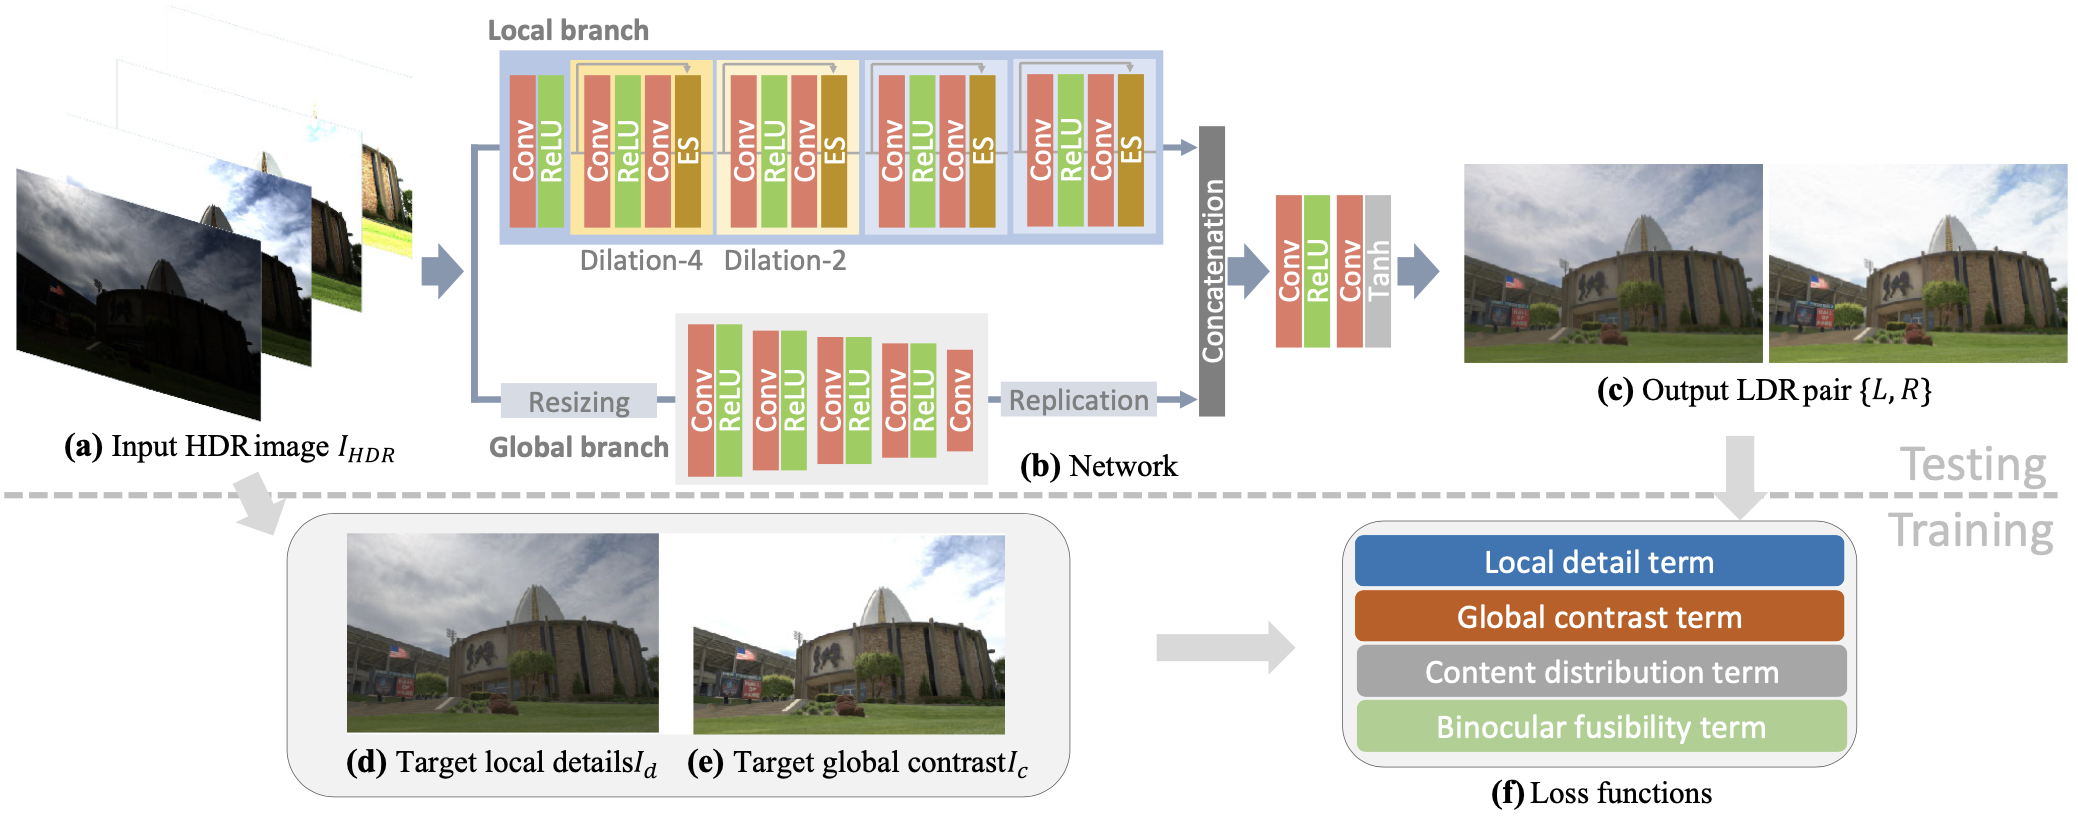 Local branch
Conv ReLU Conv ReLU Conv ES Conv ReLU Conv ES Conv ReLU Conv ES Conv ReLU Conv ES
Dilation-4 Dilation-2
Concatenation
Conv ReLU Conv Tanh
Resizing
Conv ReLU Conv ReLU Conv ReLU Conv ReLU Conv
Replication
Global branch
(a) Input HDR image I_HDR
(b) Network
(c) Output LDR pair {L, R}
Testing
Training
(d) Target local details I_d
(e) Target global contrast I_c
Local detail term
Global contrast term
Content distribution term
Binocular fusibility term
(f) Loss functions